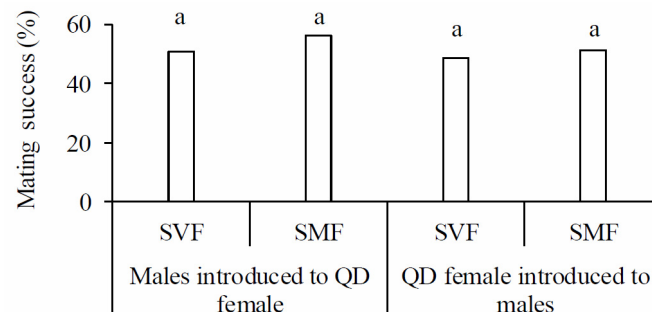 Mating success (%)
60
40
20
0
a
a
a
a
SVF
SMF
SVF
SMF
Males introduced to QD
female
QD female introduced to
males